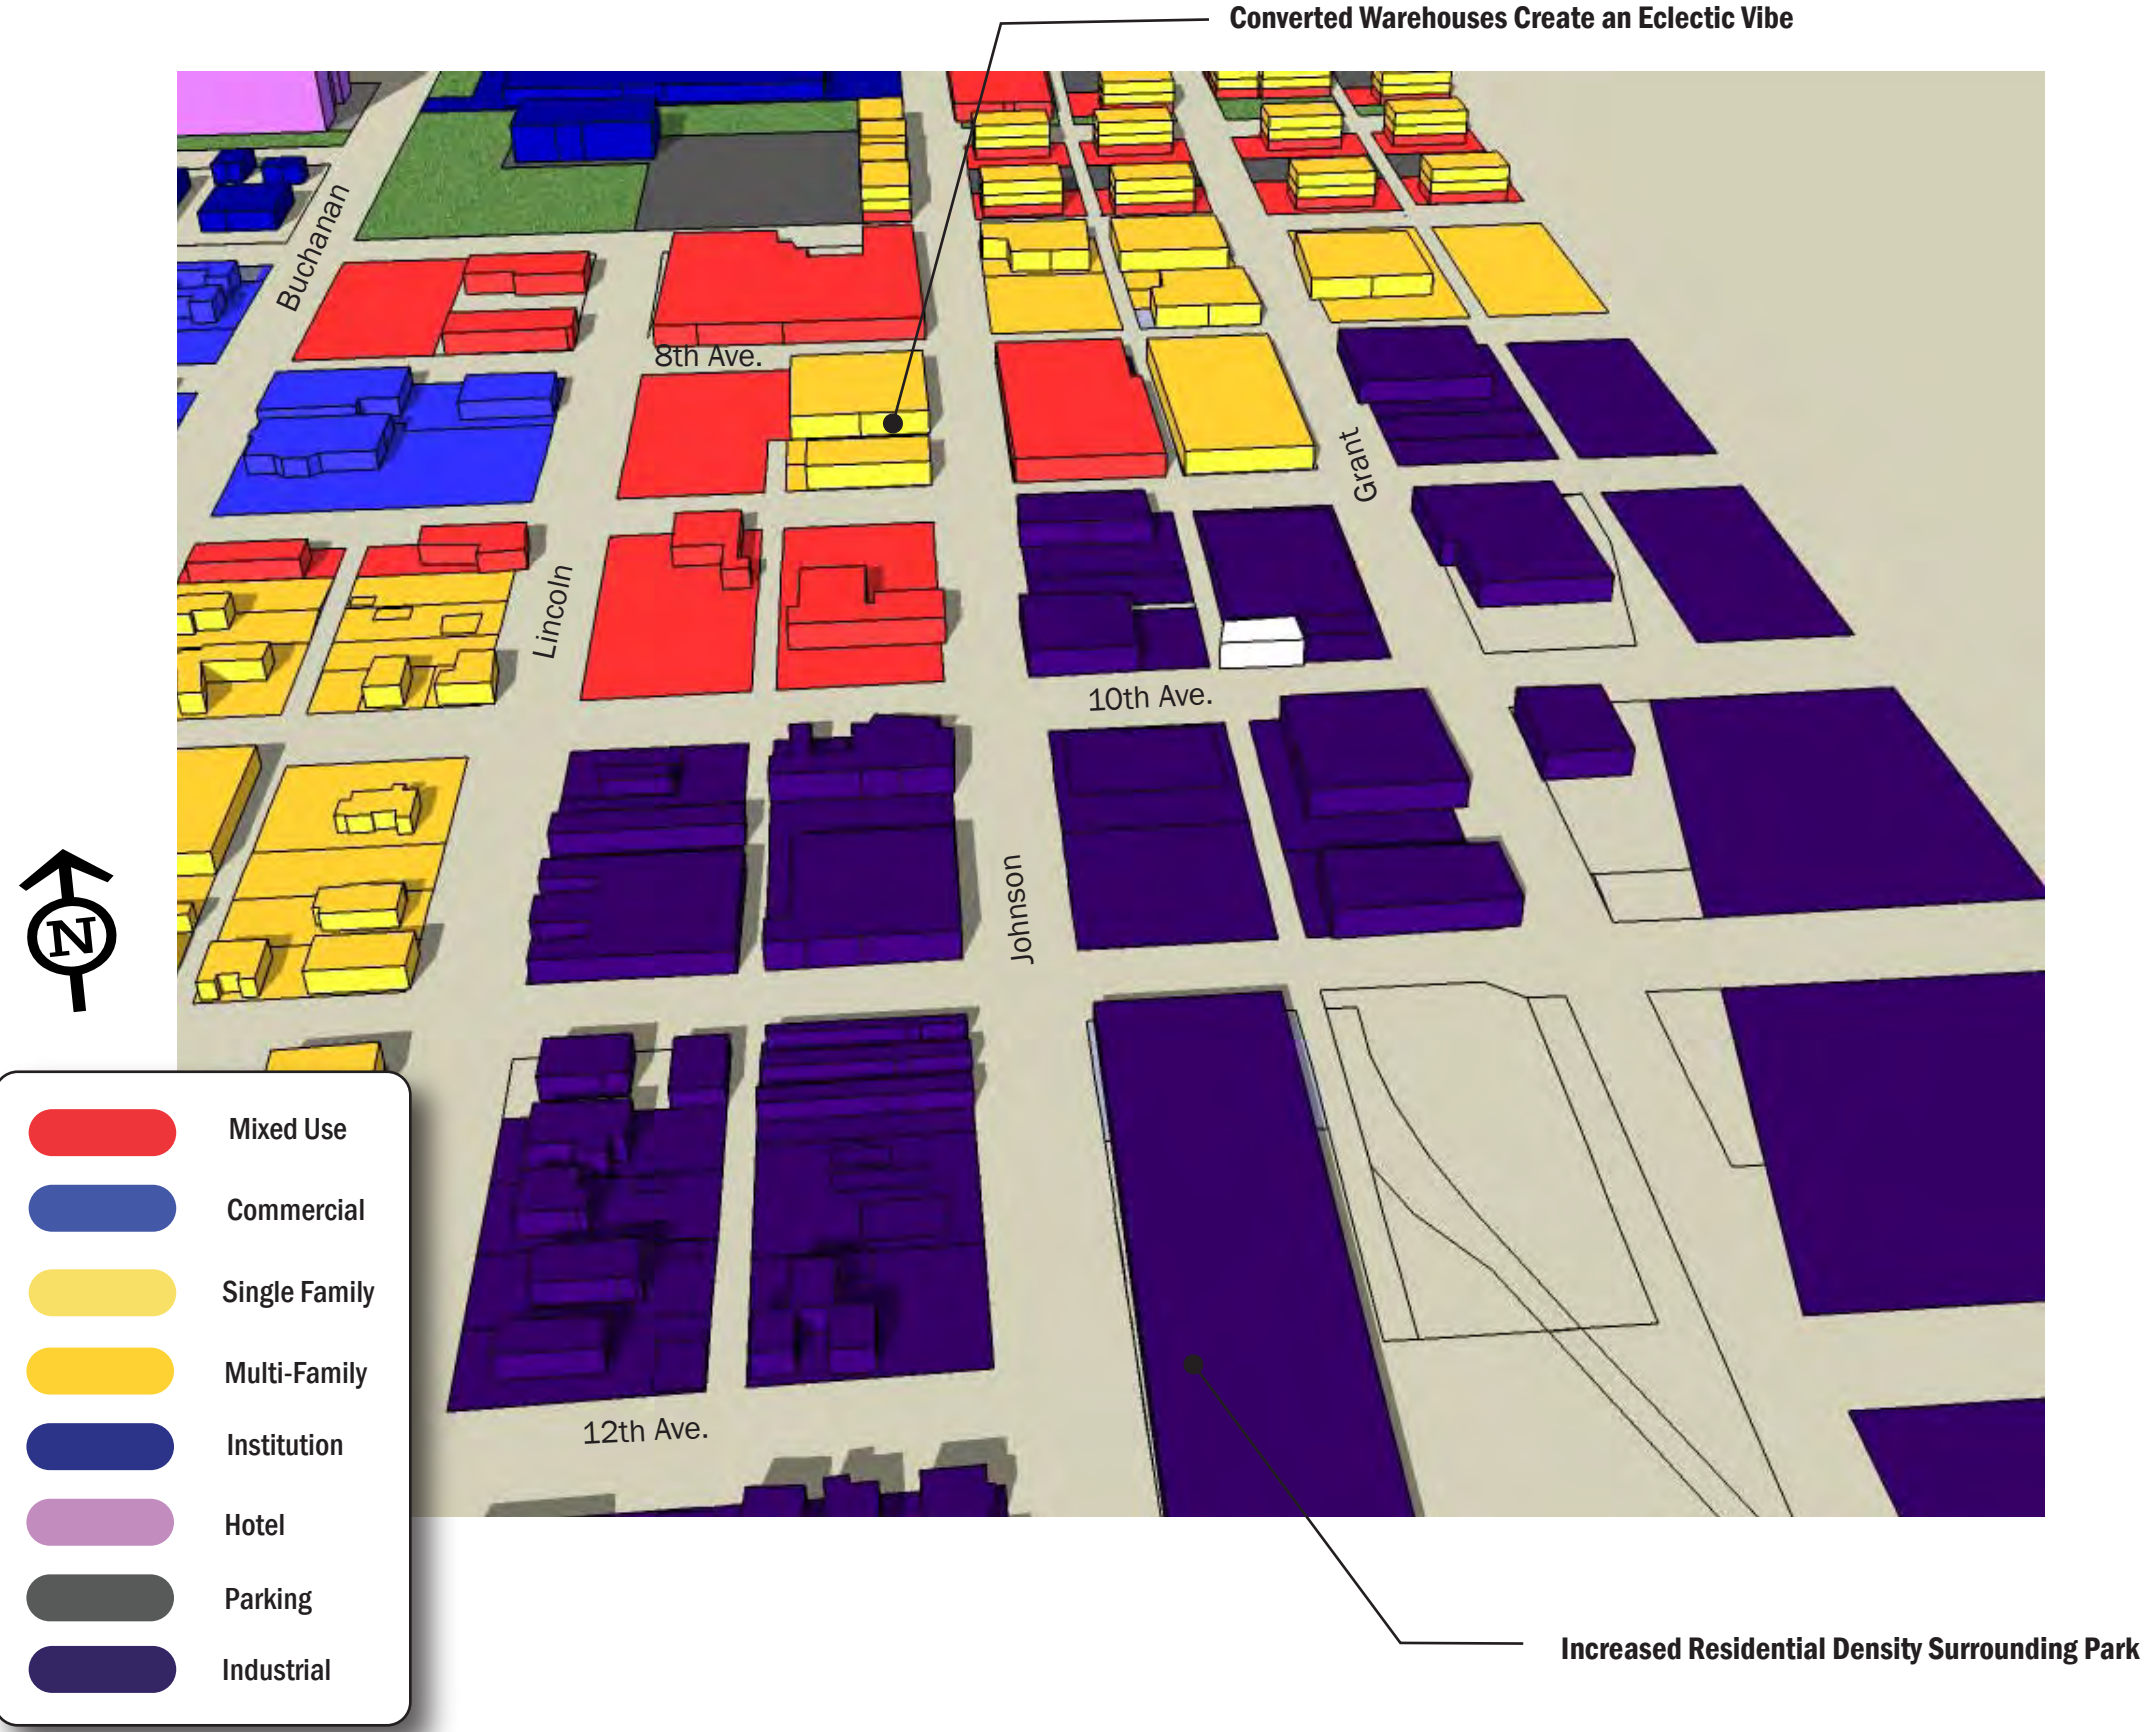 Converted Warehouses Create an Eclectic Vibe
Buchanan
8th Ave.
Grant
Lincoln
10th Ave.
Johnson
N
12th Ave.
Mixed Use
Commercial
Single Family
Multi-Family
Institution
Hotel
Parking
Industrial
Increased Residential Density Surrounding Park